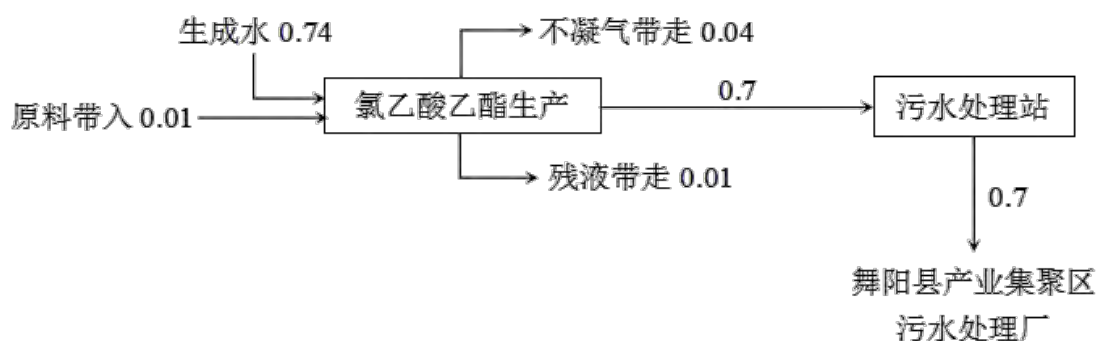 生成水 0.74
不凝气带走 0.04
原料带入 0.01
氯乙酸乙酯生产
0.7
污水处理站
残液带走 0.01
0.7
舞阳县产业集聚区
污水处理厂